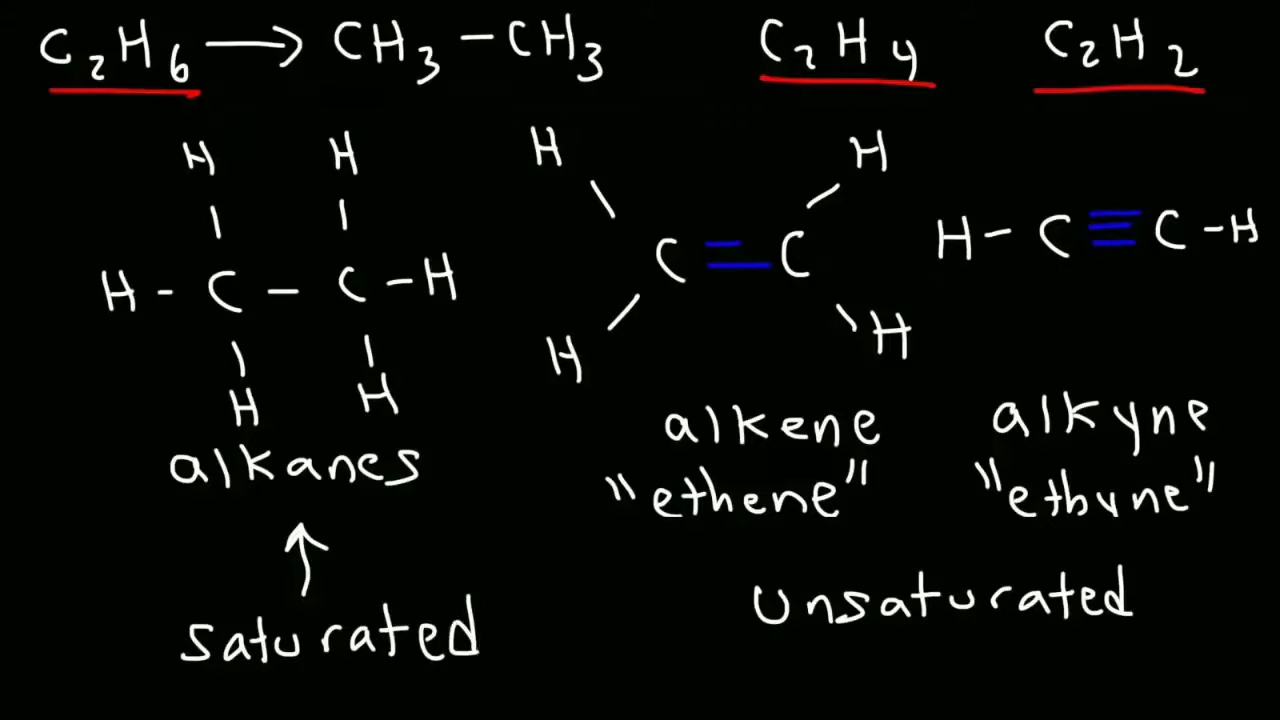 C₂H₆ → CH₃ – CH₃ C₂H₄ C₂H₂
H H H H
H – C – C – H C = C H – C ≡ C – H
H H H H
alkanes alkene alkyne
"ethene" "ethyne"
saturated unsaturated